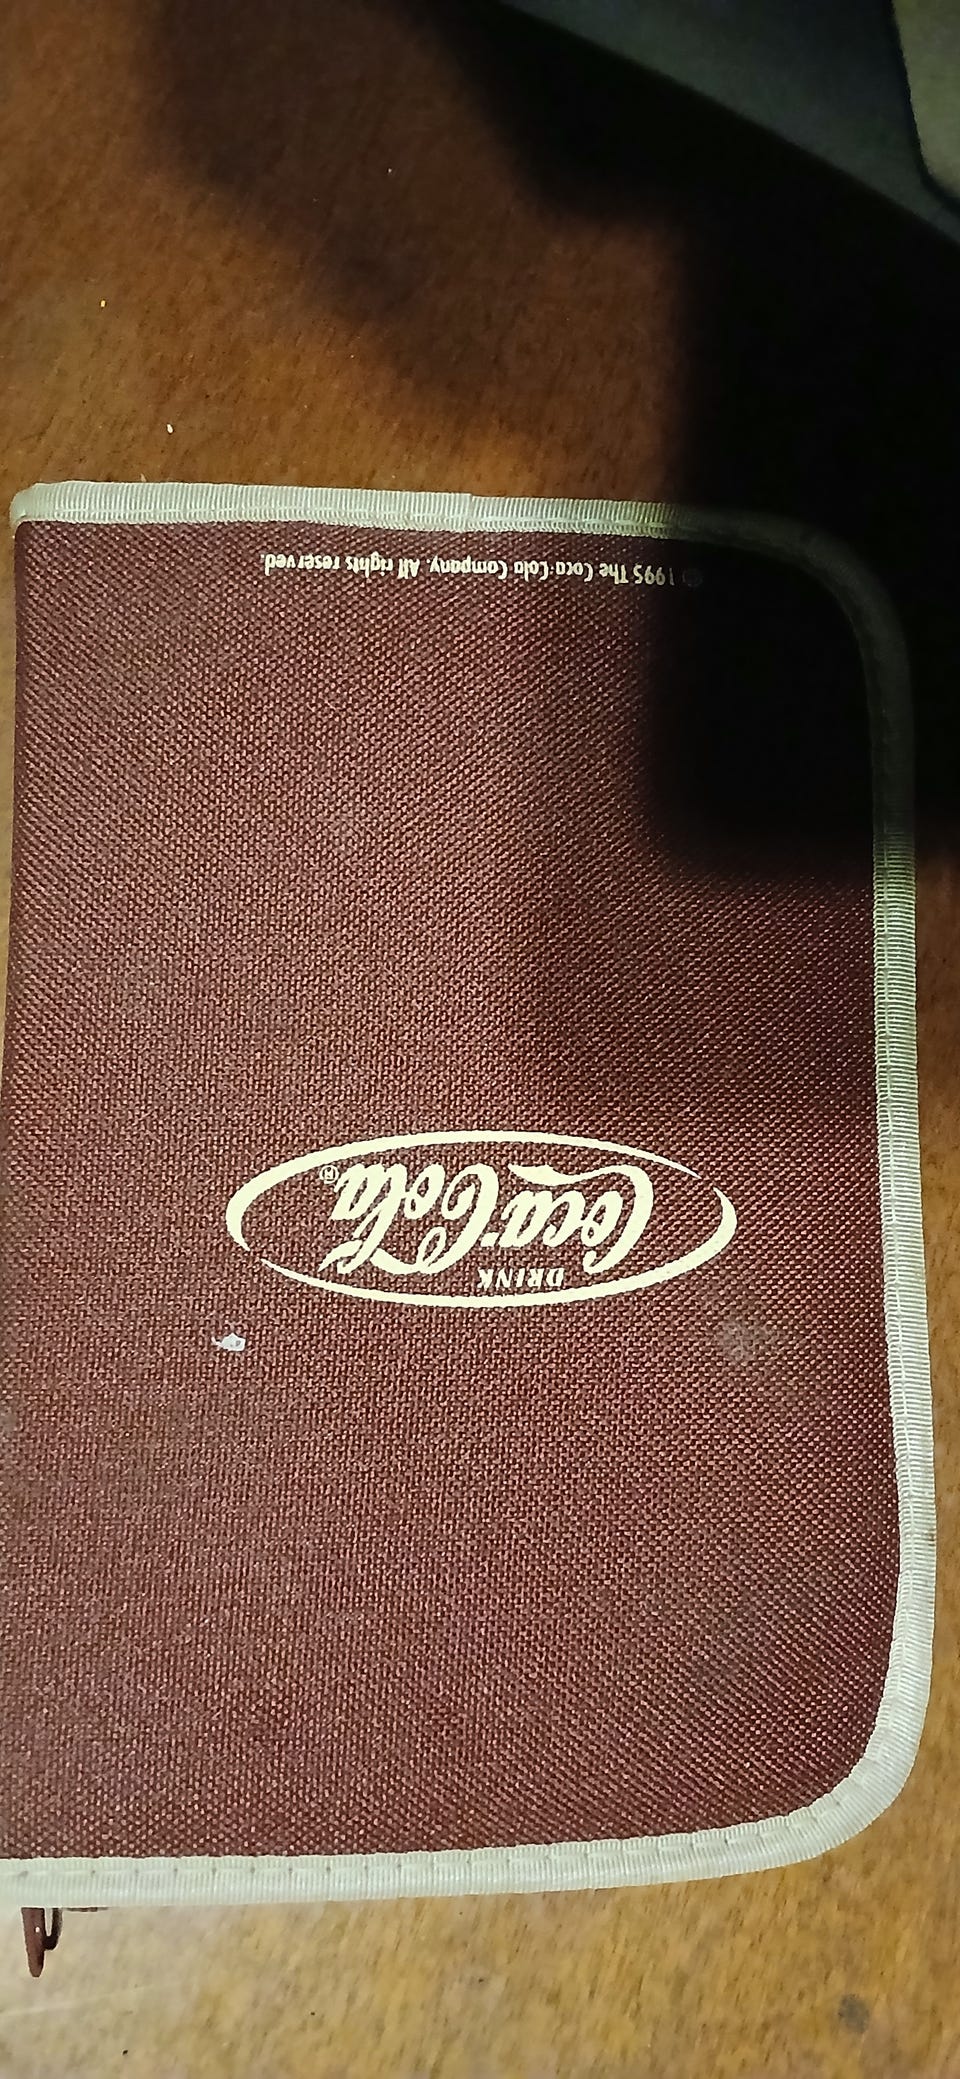 DRINK
Coca-Cola®
© 1995 The Coca-Cola Company. All rights reserved.